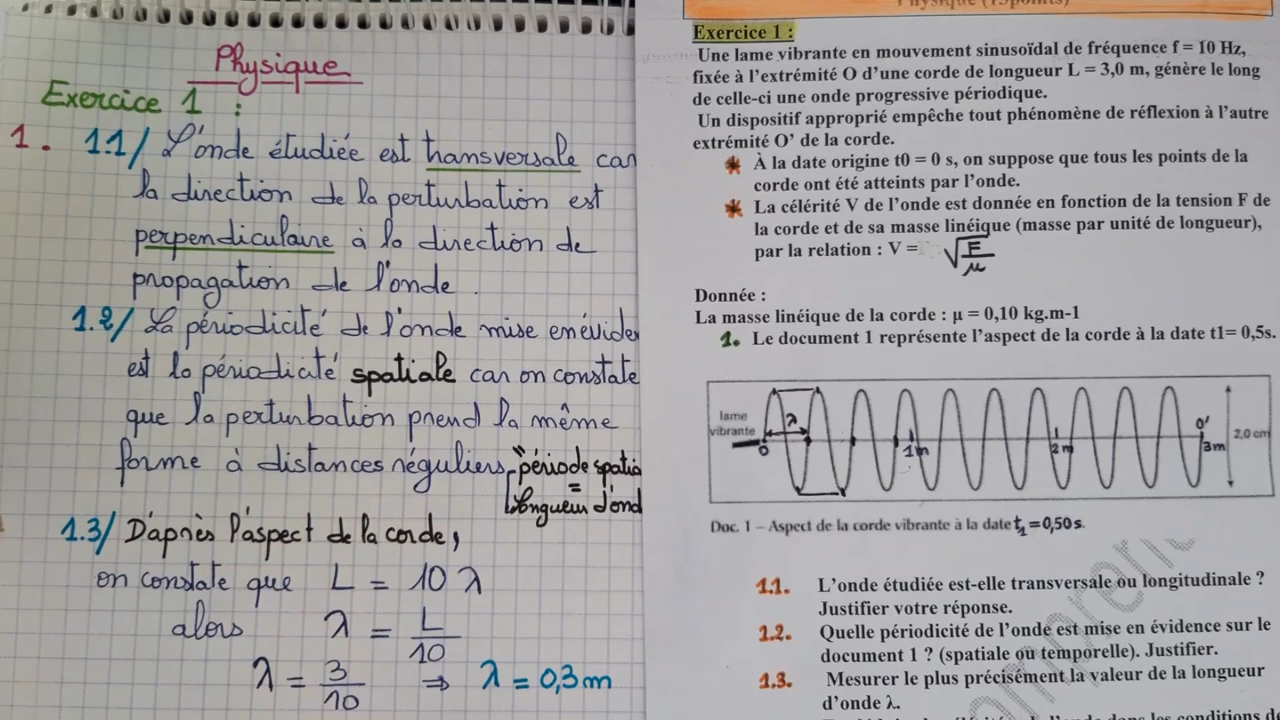 Physique
Exercice 1 :
1. 1.1/ L'onde étudiée est transversale car
la direction de la perturbation est
perpendiculaire à la direction de
propagation de l'onde.
1.2/ La périodicité de l'onde mise en éviden
est la périodicité spatiale car on constate
que la perturbation prend la même
forme à distances réguliers "période spatia
=
Longueur d'ond
1.3/ D'après l'aspect de la corde,
on constate que L = 10 λ
alors λ = L/10
λ = 3/10 ⇒ λ = 0,3m
Physique (13points)
Exercice 1 :
Une lame vibrante en mouvement sinusoïdal de fréquence f = 10 Hz,
fixée à l'extrémité O d'une corde de longueur L = 3,0 m, génère le long
de celle-ci une onde progressive périodique.
Un dispositif approprié empêche tout phénomène de réflexion à l'autre
extrémité O' de la corde.
* À la date origine t0 = 0 s, on suppose que tous les points de la
corde ont été atteints par l'onde.
* La célérité V de l'onde est donnée en fonction de la tension F de
la corde et de sa masse linéique (masse par unité de longueur),
par la relation : V = √F/μ
Donnée :
La masse linéique de la corde : μ = 0,10 kg.m-1
1. Le document 1 représente l'aspect de la corde à la date t1= 0,5s.
lame
vibrante
λ
O
1m
2m
O'
3m
2,0 cm
Doc. 1 – Aspect de la corde vibrante à la date t1 = 0,50 s.
1.1. L'onde étudiée est-elle transversale ou longitudinale ?
Justifier votre réponse.
1.2. Quelle périodicité de l'onde est mise en évidence sur le
document 1 ? (spatiale ou temporelle). Justifier.
1.3. Mesurer le plus précisément la valeur de la longueur
d'onde λ.